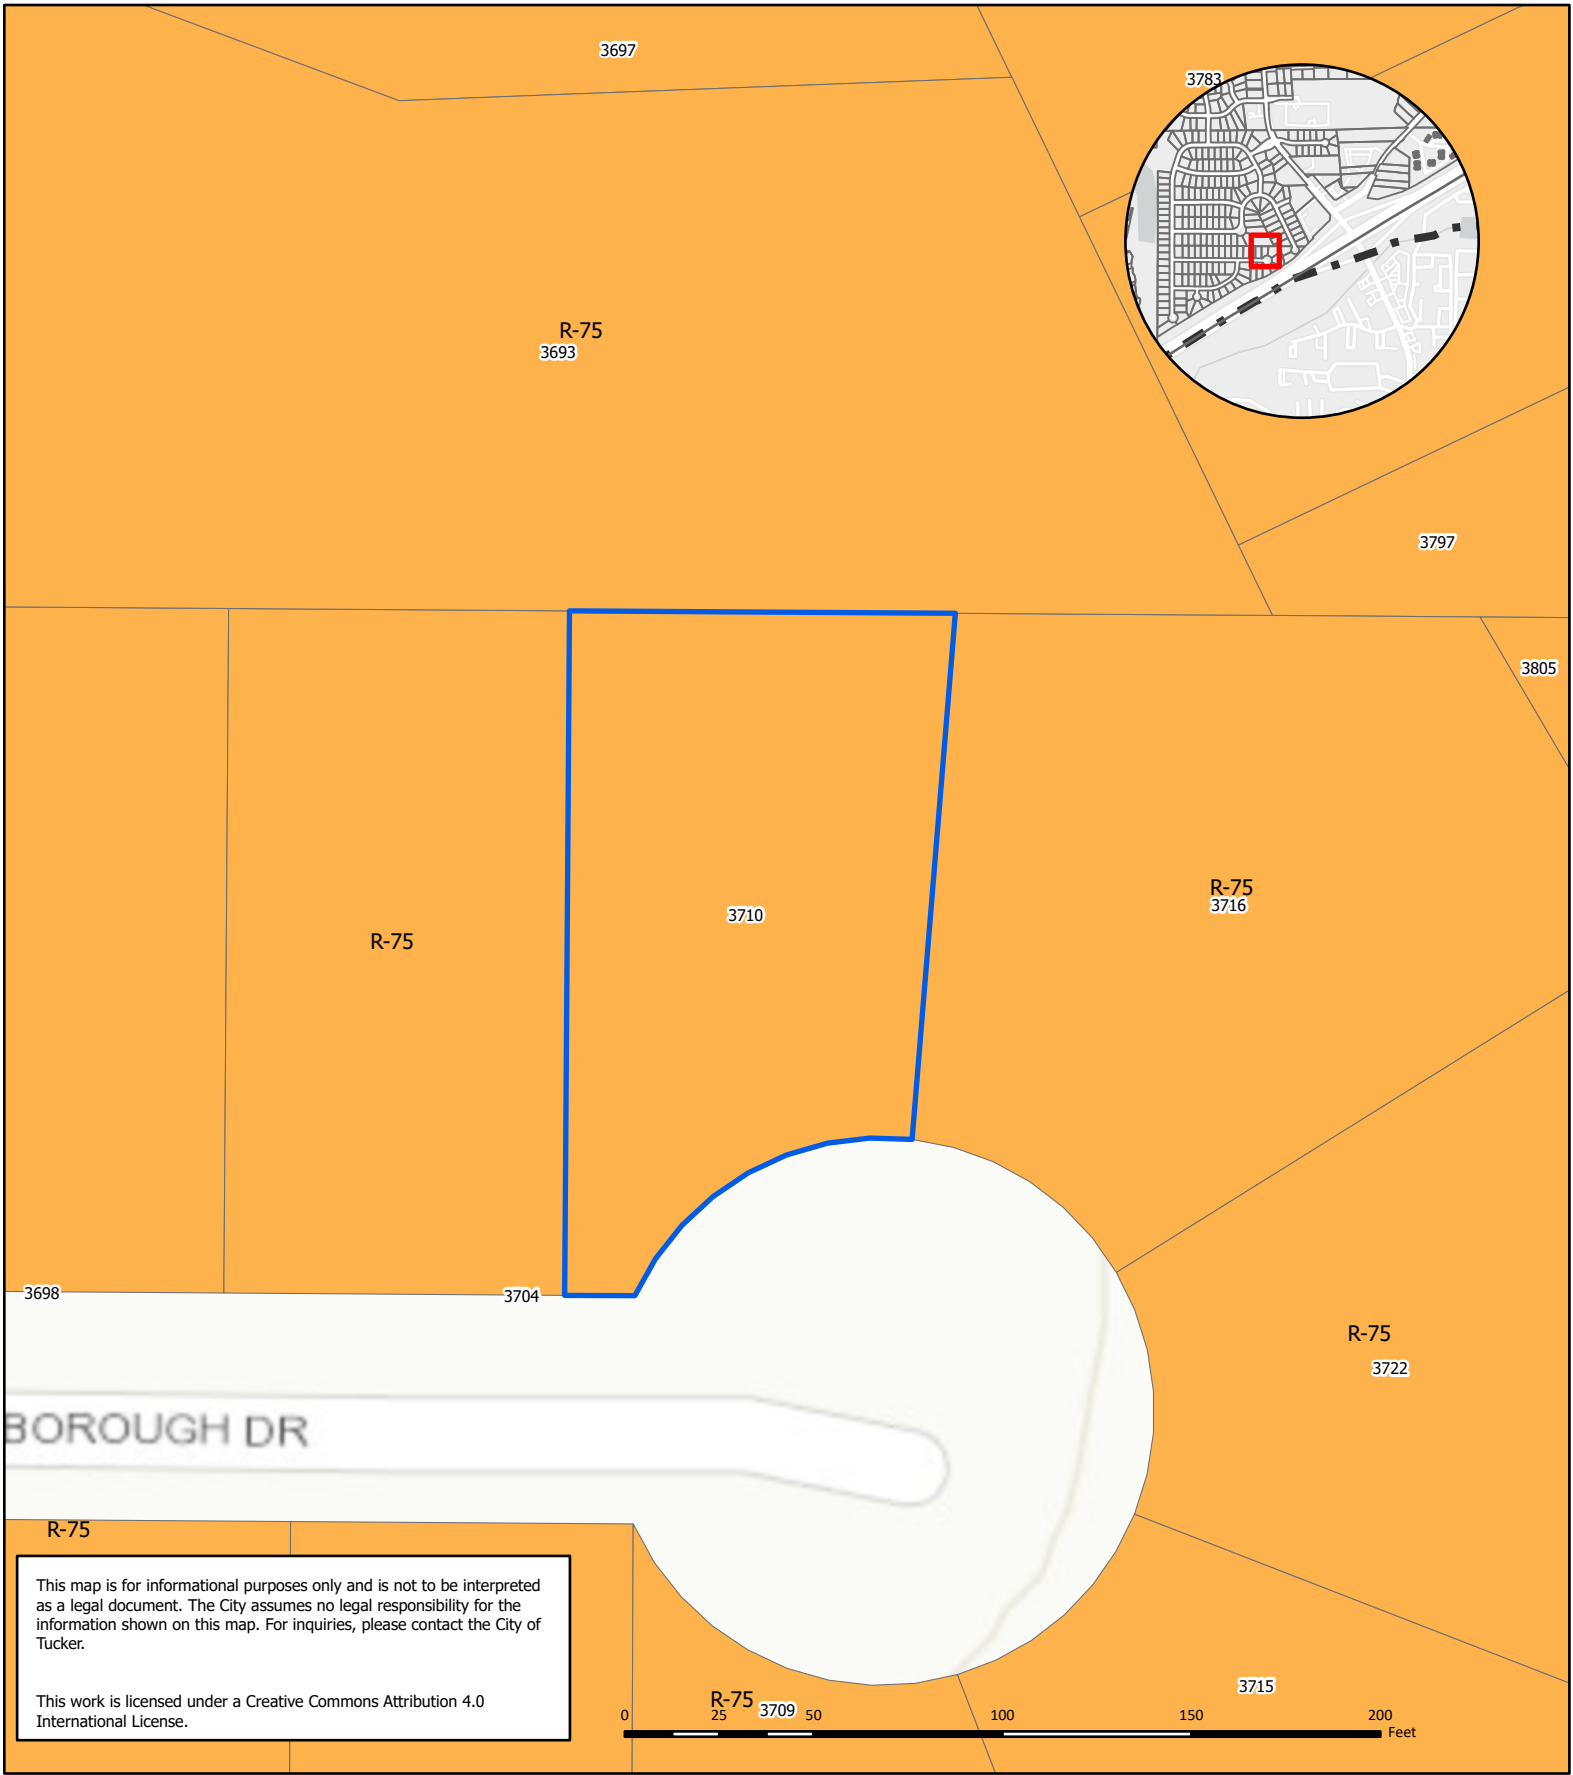 3697
3783
R-75
3693
3797
3805
R-75
3716
3710
R-75
3698
3704
R-75
3722
BOROUGH DR
R-75
This map is for informational purposes only and is not to be interpreted
as a legal document. The City assumes no legal responsibility for the
information shown on this map. For inquiries, please contact the City of
Tucker.
This work is licensed under a Creative Commons Attribution 4.0
International License.
3715
R-75
3709
0 25 50 100 150 200
Feet